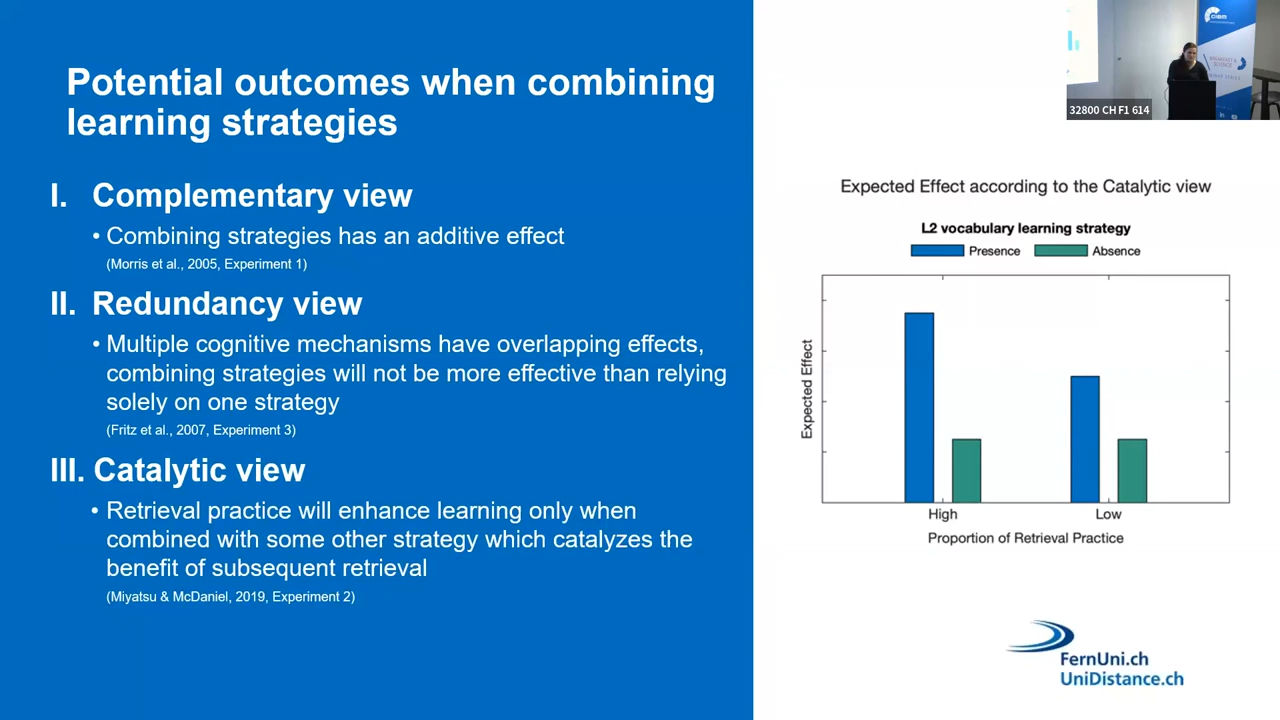 Potential outcomes when combining
learning strategies
I. Complementary view
• Combining strategies has an additive effect
(Morris et al., 2005, Experiment 1)
II. Redundancy view
• Multiple cognitive mechanisms have overlapping effects,
combining strategies will not be more effective than relying
solely on one strategy
(Fritz et al., 2007, Experiment 3)
III. Catalytic view
• Retrieval practice will enhance learning only when
combined with some other strategy which catalyzes the
benefit of subsequent retrieval
(Miyatsu & McDaniel, 2019, Experiment 2)
CIBM
32800 CH F1 614
Expected Effect according to the Catalytic view
L2 vocabulary learning strategy
Presence Absence
Expected Effect
High Low
Proportion of Retrieval Practice
FernUni.ch
UniDistance.ch